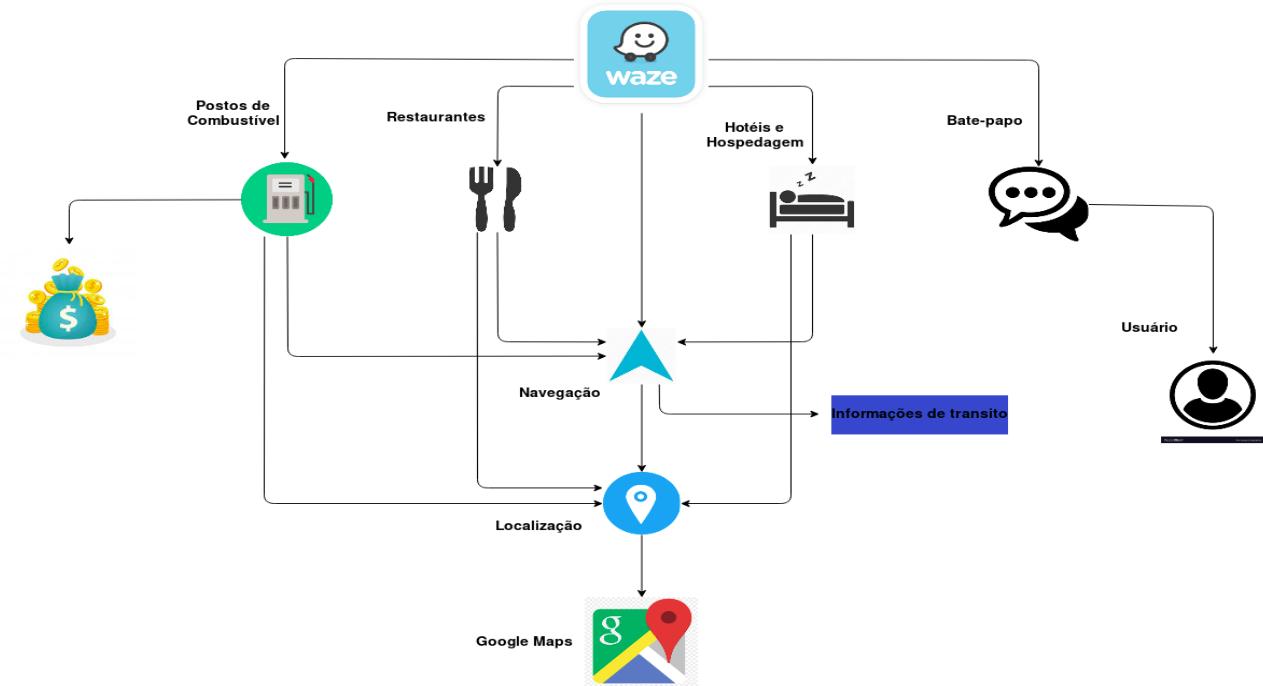 waze
Postos de
Combustível
Restaurantes
Hotéis e
Hospedagem
Bate-papo
z z
$
Usuário
Navegação
Informações de transito
Localização
g
Google Maps